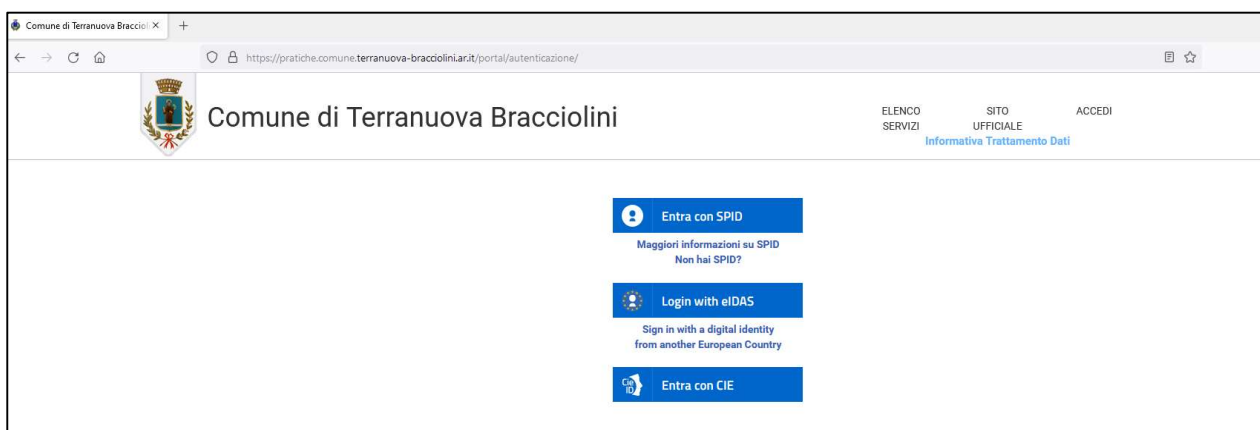 Comune di Terranuova Bracciol
https://pratiche.comune.terranuova-bracciolini.ar.it/portal/autenticazione/
Comune di Terranuova Bracciolini
ELENCO SERVIZI
SITO UFFICIALE
ACCEDI
Informativa Trattamento Dati
Entra con SPID
Maggiori informazioni su SPID
Non hai SPID?
Login with eIDAS
Sign in with a digital identity
from another European Country
CIE ID
Entra con CIE